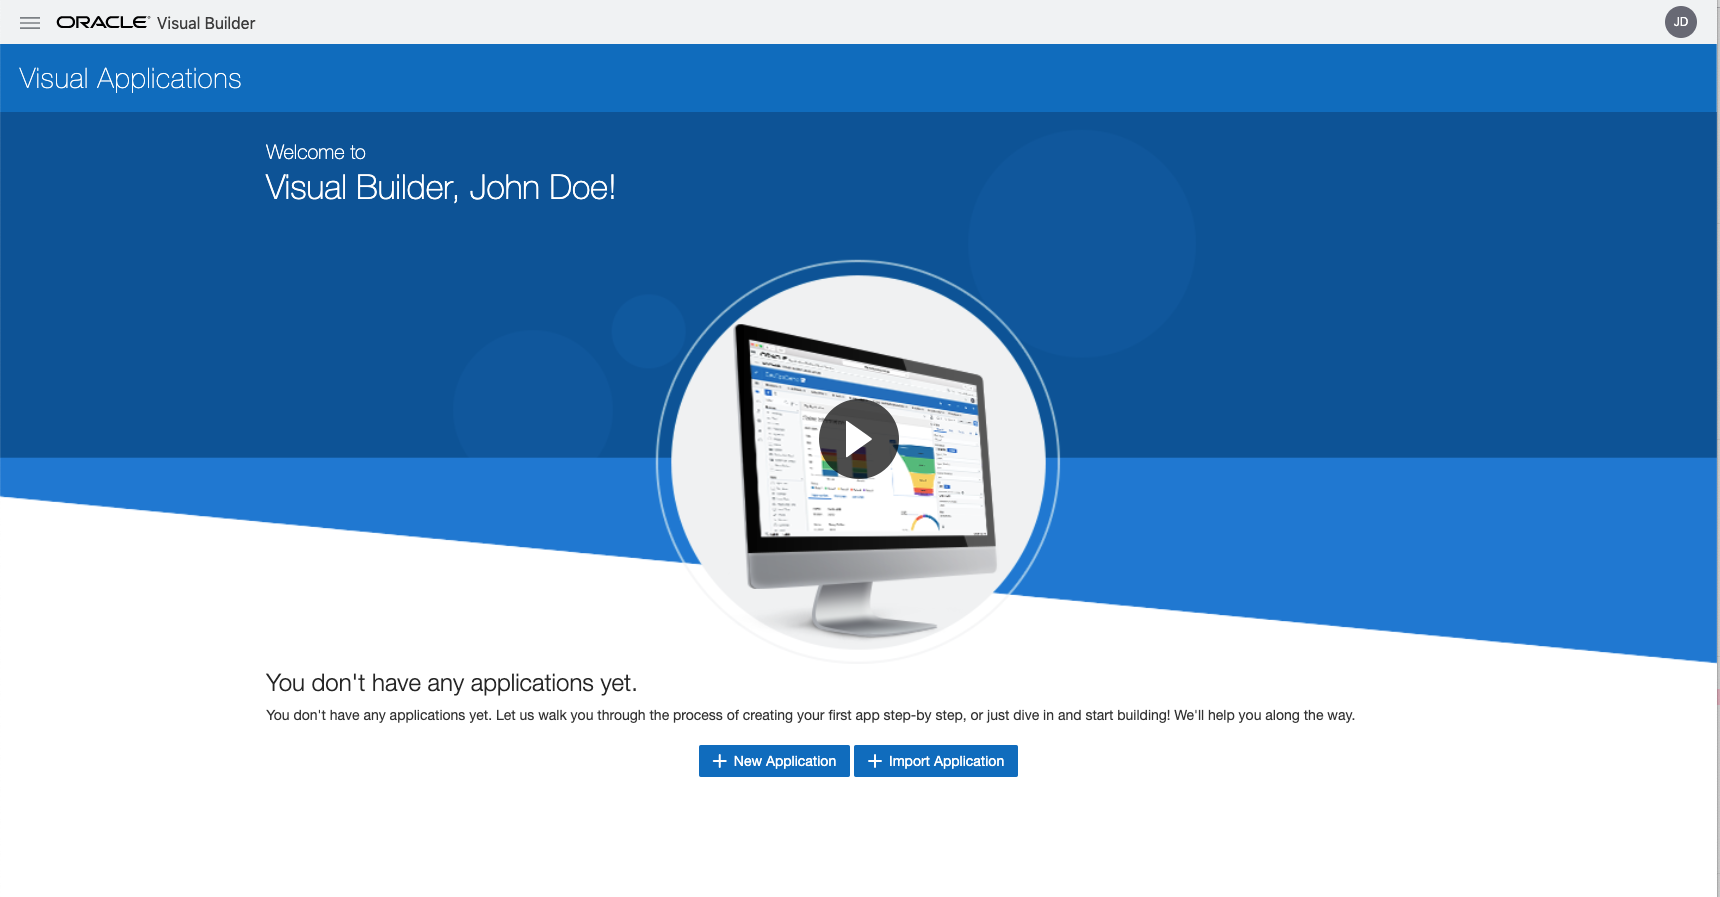 ORACLE® Visual Builder
JD
Visual Applications
Welcome to
Visual Builder, John Doe!
You don't have any applications yet.
You don't have any applications yet. Let us walk you through the process of creating your first app step-by step, or just dive in and start building! We'll help you along the way.
+ New Application
+ Import Application